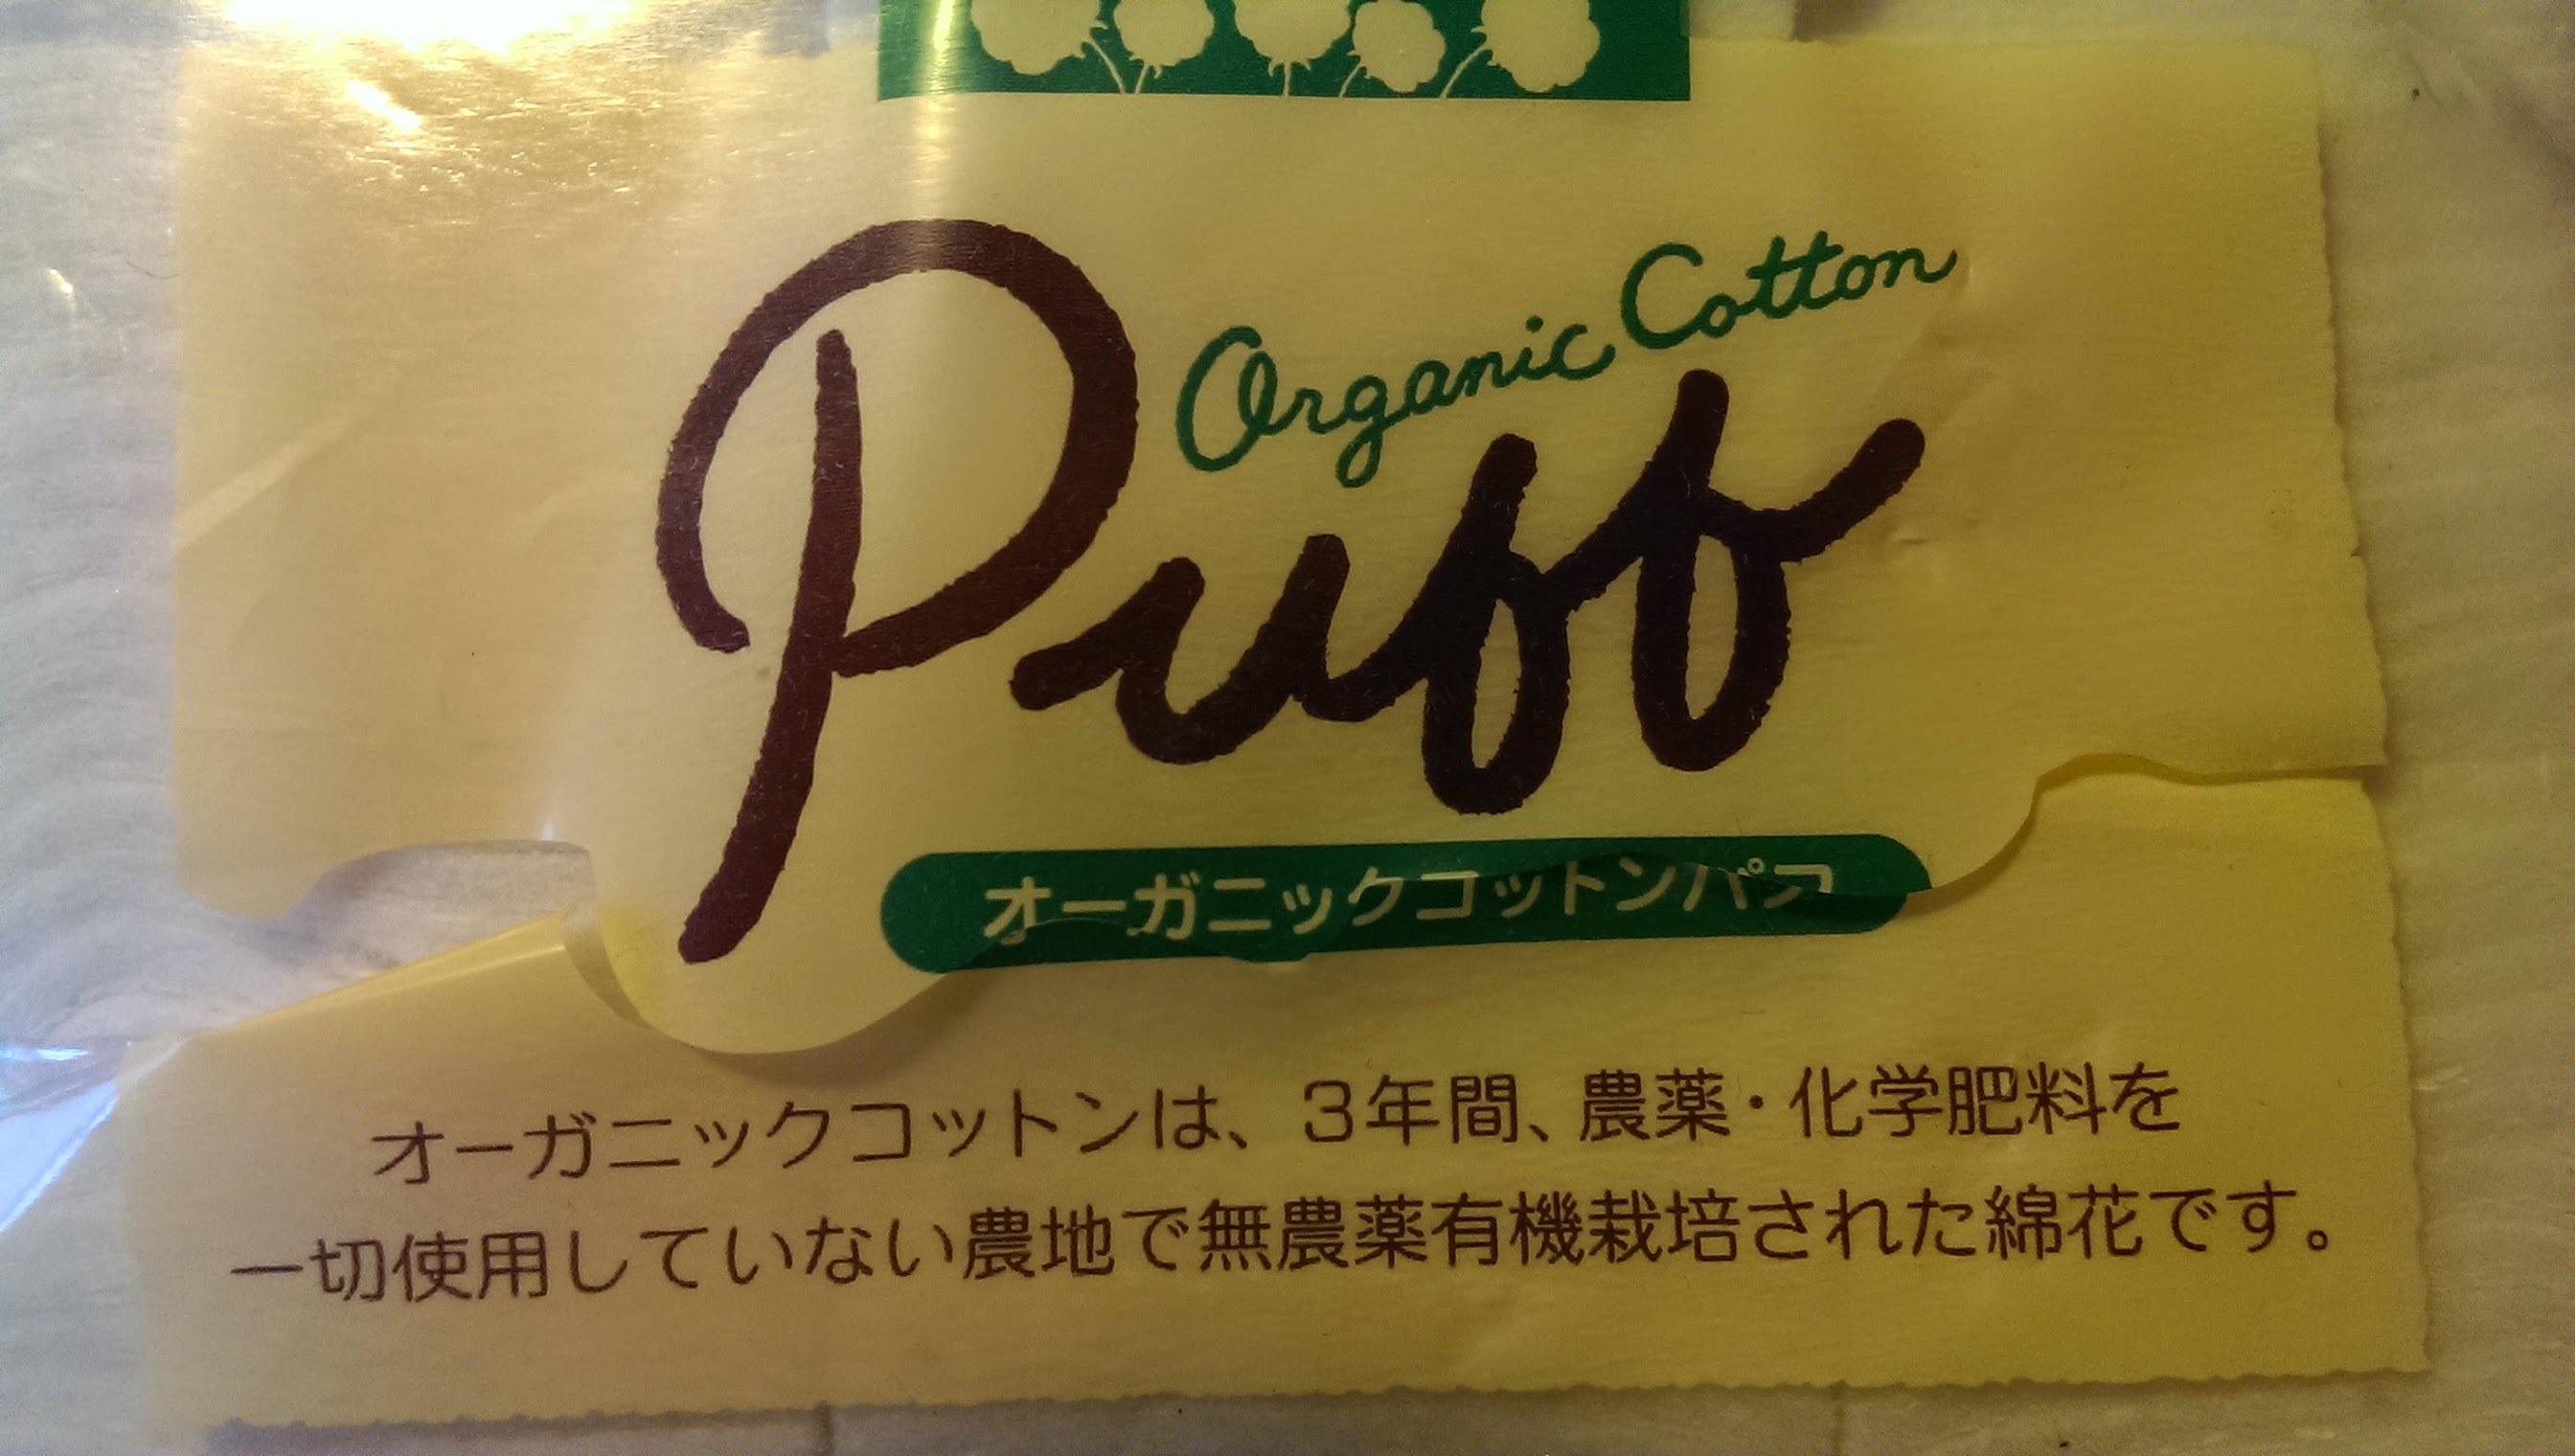 Organic Cotton
Puff
オーガニックコットンパフ
オーガニックコットンは、3年間、農薬・化学肥料を
一切使用していない農地で無農薬有機栽培された綿花です。